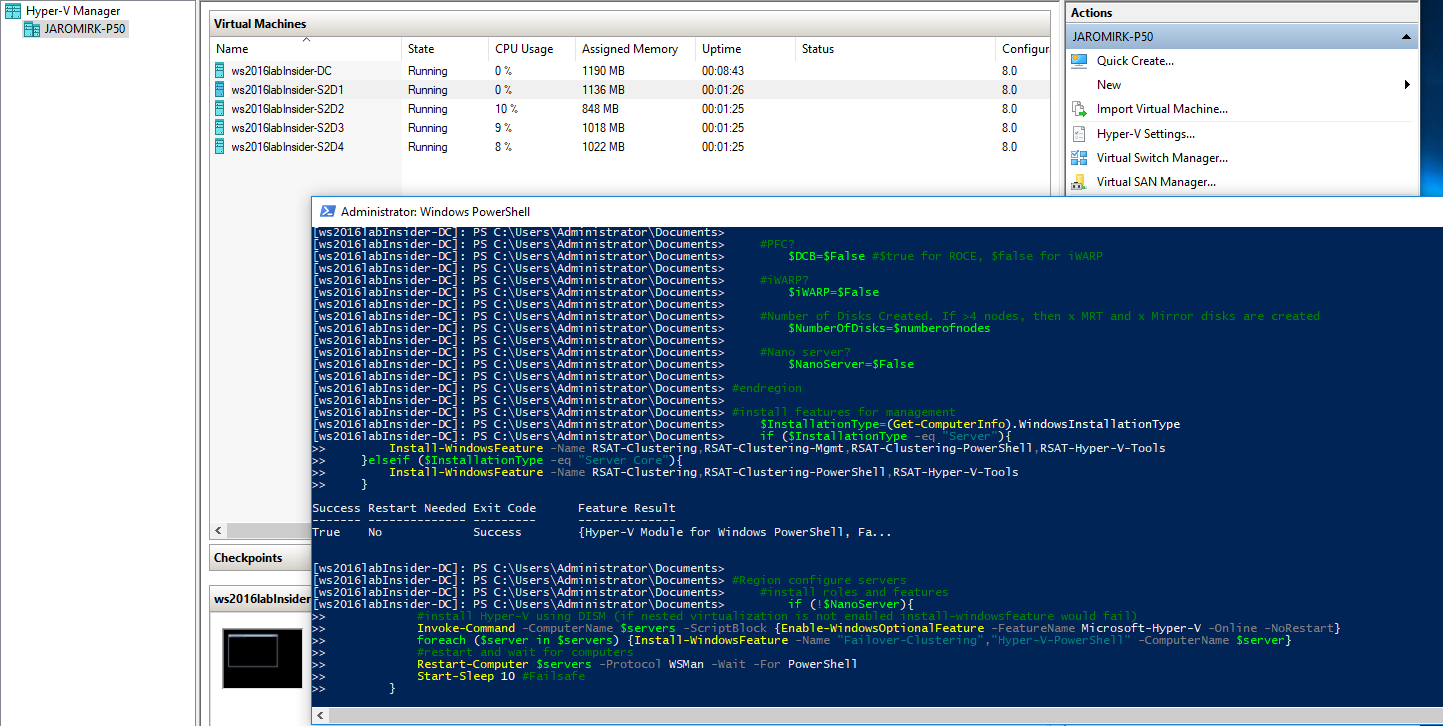 Hyper-V Manager
JAROMIRK-P50
Virtual Machines
Name State CPU Usage Assigned Memory Uptime Status Configur
ws2016labInsider-DC Running 0 % 1190 MB 00:08:43 8.0
ws2016labInsider-S2D1 Running 0 % 1136 MB 00:01:26 8.0
ws2016labInsider-S2D2 Running 10 % 848 MB 00:01:25 8.0
ws2016labInsider-S2D3 Running 9 % 1018 MB 00:01:25 8.0
ws2016labInsider-S2D4 Running 8 % 1022 MB 00:01:25 8.0
Checkpoints
ws2016labInsider
Actions
JAROMIRK-P50
Quick Create...
New
Import Virtual Machine...
Hyper-V Settings...
Virtual Switch Manager...
Virtual SAN Manager...
Administrator: Windows PowerShell
[ws2016labInsider-DC]: PS C:\Users\Administrator\Documents>
[ws2016labInsider-DC]: PS C:\Users\Administrator\Documents>     #PFC?
[ws2016labInsider-DC]: PS C:\Users\Administrator\Documents>         $DCB=$False #$true for ROCE, $false for iWARP
[ws2016labInsider-DC]: PS C:\Users\Administrator\Documents>
[ws2016labInsider-DC]: PS C:\Users\Administrator\Documents>     #iWARP?
[ws2016labInsider-DC]: PS C:\Users\Administrator\Documents>         $iWARP=$False
[ws2016labInsider-DC]: PS C:\Users\Administrator\Documents>
[ws2016labInsider-DC]: PS C:\Users\Administrator\Documents>     #Number of Disks Created. If >4 nodes, then x MRT and x Mirror disks are created
[ws2016labInsider-DC]: PS C:\Users\Administrator\Documents>         $NumberOfDisks=$numberofnodes
[ws2016labInsider-DC]: PS C:\Users\Administrator\Documents>
[ws2016labInsider-DC]: PS C:\Users\Administrator\Documents>     #Nano server?
[ws2016labInsider-DC]: PS C:\Users\Administrator\Documents>         $NanoServer=$False
[ws2016labInsider-DC]: PS C:\Users\Administrator\Documents>
[ws2016labInsider-DC]: PS C:\Users\Administrator\Documents> #endregion
[ws2016labInsider-DC]: PS C:\Users\Administrator\Documents>
[ws2016labInsider-DC]: PS C:\Users\Administrator\Documents> #install features for management
[ws2016labInsider-DC]: PS C:\Users\Administrator\Documents>     $InstallationType=(Get-ComputerInfo).WindowsInstallationType
[ws2016labInsider-DC]: PS C:\Users\Administrator\Documents>     if ($InstallationType -eq "Server"){
>>         Install-WindowsFeature -Name RSAT-Clustering,RSAT-Clustering-Mgmt,RSAT-Clustering-PowerShell,RSAT-Hyper-V-Tools
>>     }elseif ($InstallationType -eq "Server Core"){
>>         Install-WindowsFeature -Name RSAT-Clustering,RSAT-Clustering-PowerShell,RSAT-Hyper-V-Tools
>>     }
Success Restart Needed Exit Code      Feature Result
------- -------------- ---------      --------------
True    No             Success        {Hyper-V Module for Windows PowerShell, Fa...
[ws2016labInsider-DC]: PS C:\Users\Administrator\Documents>
[ws2016labInsider-DC]: PS C:\Users\Administrator\Documents> #Region configure servers
[ws2016labInsider-DC]: PS C:\Users\Administrator\Documents>     #install roles and features
[ws2016labInsider-DC]: PS C:\Users\Administrator\Documents>         if (!$NanoServer){
>>             #install Hyper-V using DISM (if nested virtualization is not enabled install-windowsfeature would fail)
>>             Invoke-Command -ComputerName $servers -ScriptBlock {Enable-WindowsOptionalFeature -FeatureName Microsoft-Hyper-V -Online -NoRestart}
>>             foreach ($server in $servers) {Install-WindowsFeature -Name "Failover-Clustering","Hyper-V-PowerShell" -ComputerName $server}
>>             #restart and wait for computers
>>             Restart-Computer $servers -Protocol WSMan -Wait -For PowerShell
>>             Start-Sleep 10 #Failsafe
>>         }